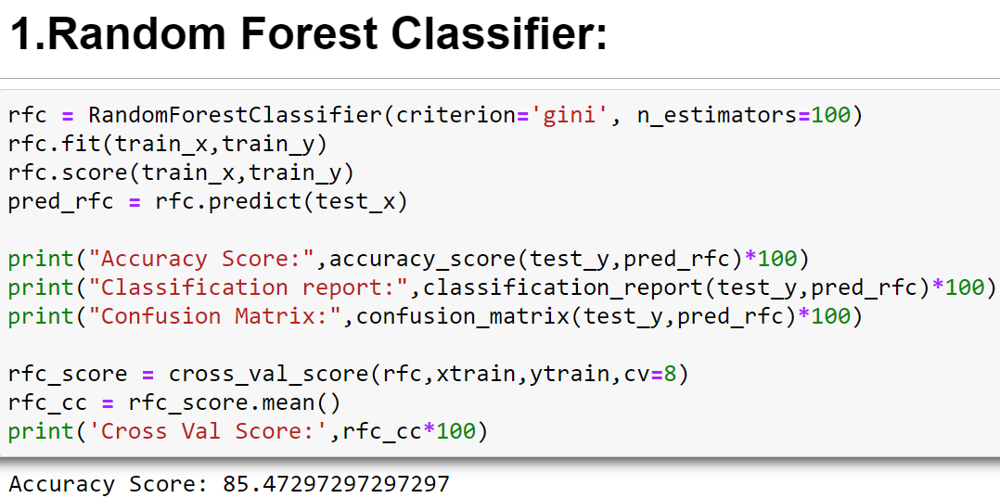 1.Random Forest Classifier:
rfc = RandomForestClassifier(criterion='gini', n_estimators=100)
rfc.fit(train_x,train_y)
rfc.score(train_x,train_y)
pred_rfc = rfc.predict(test_x)
print("Accuracy Score:",accuracy_score(test_y,pred_rfc)*100)
print("Classification report:",classification_report(test_y,pred_rfc)*100)
print("Confusion Matrix:",confusion_matrix(test_y,pred_rfc)*100)
rfc_score = cross_val_score(rfc,xtrain,ytrain,cv=8)
rfc_cc = rfc_score.mean()
print('Cross Val Score:',rfc_cc*100)
Accuracy Score: 85.47297297297297